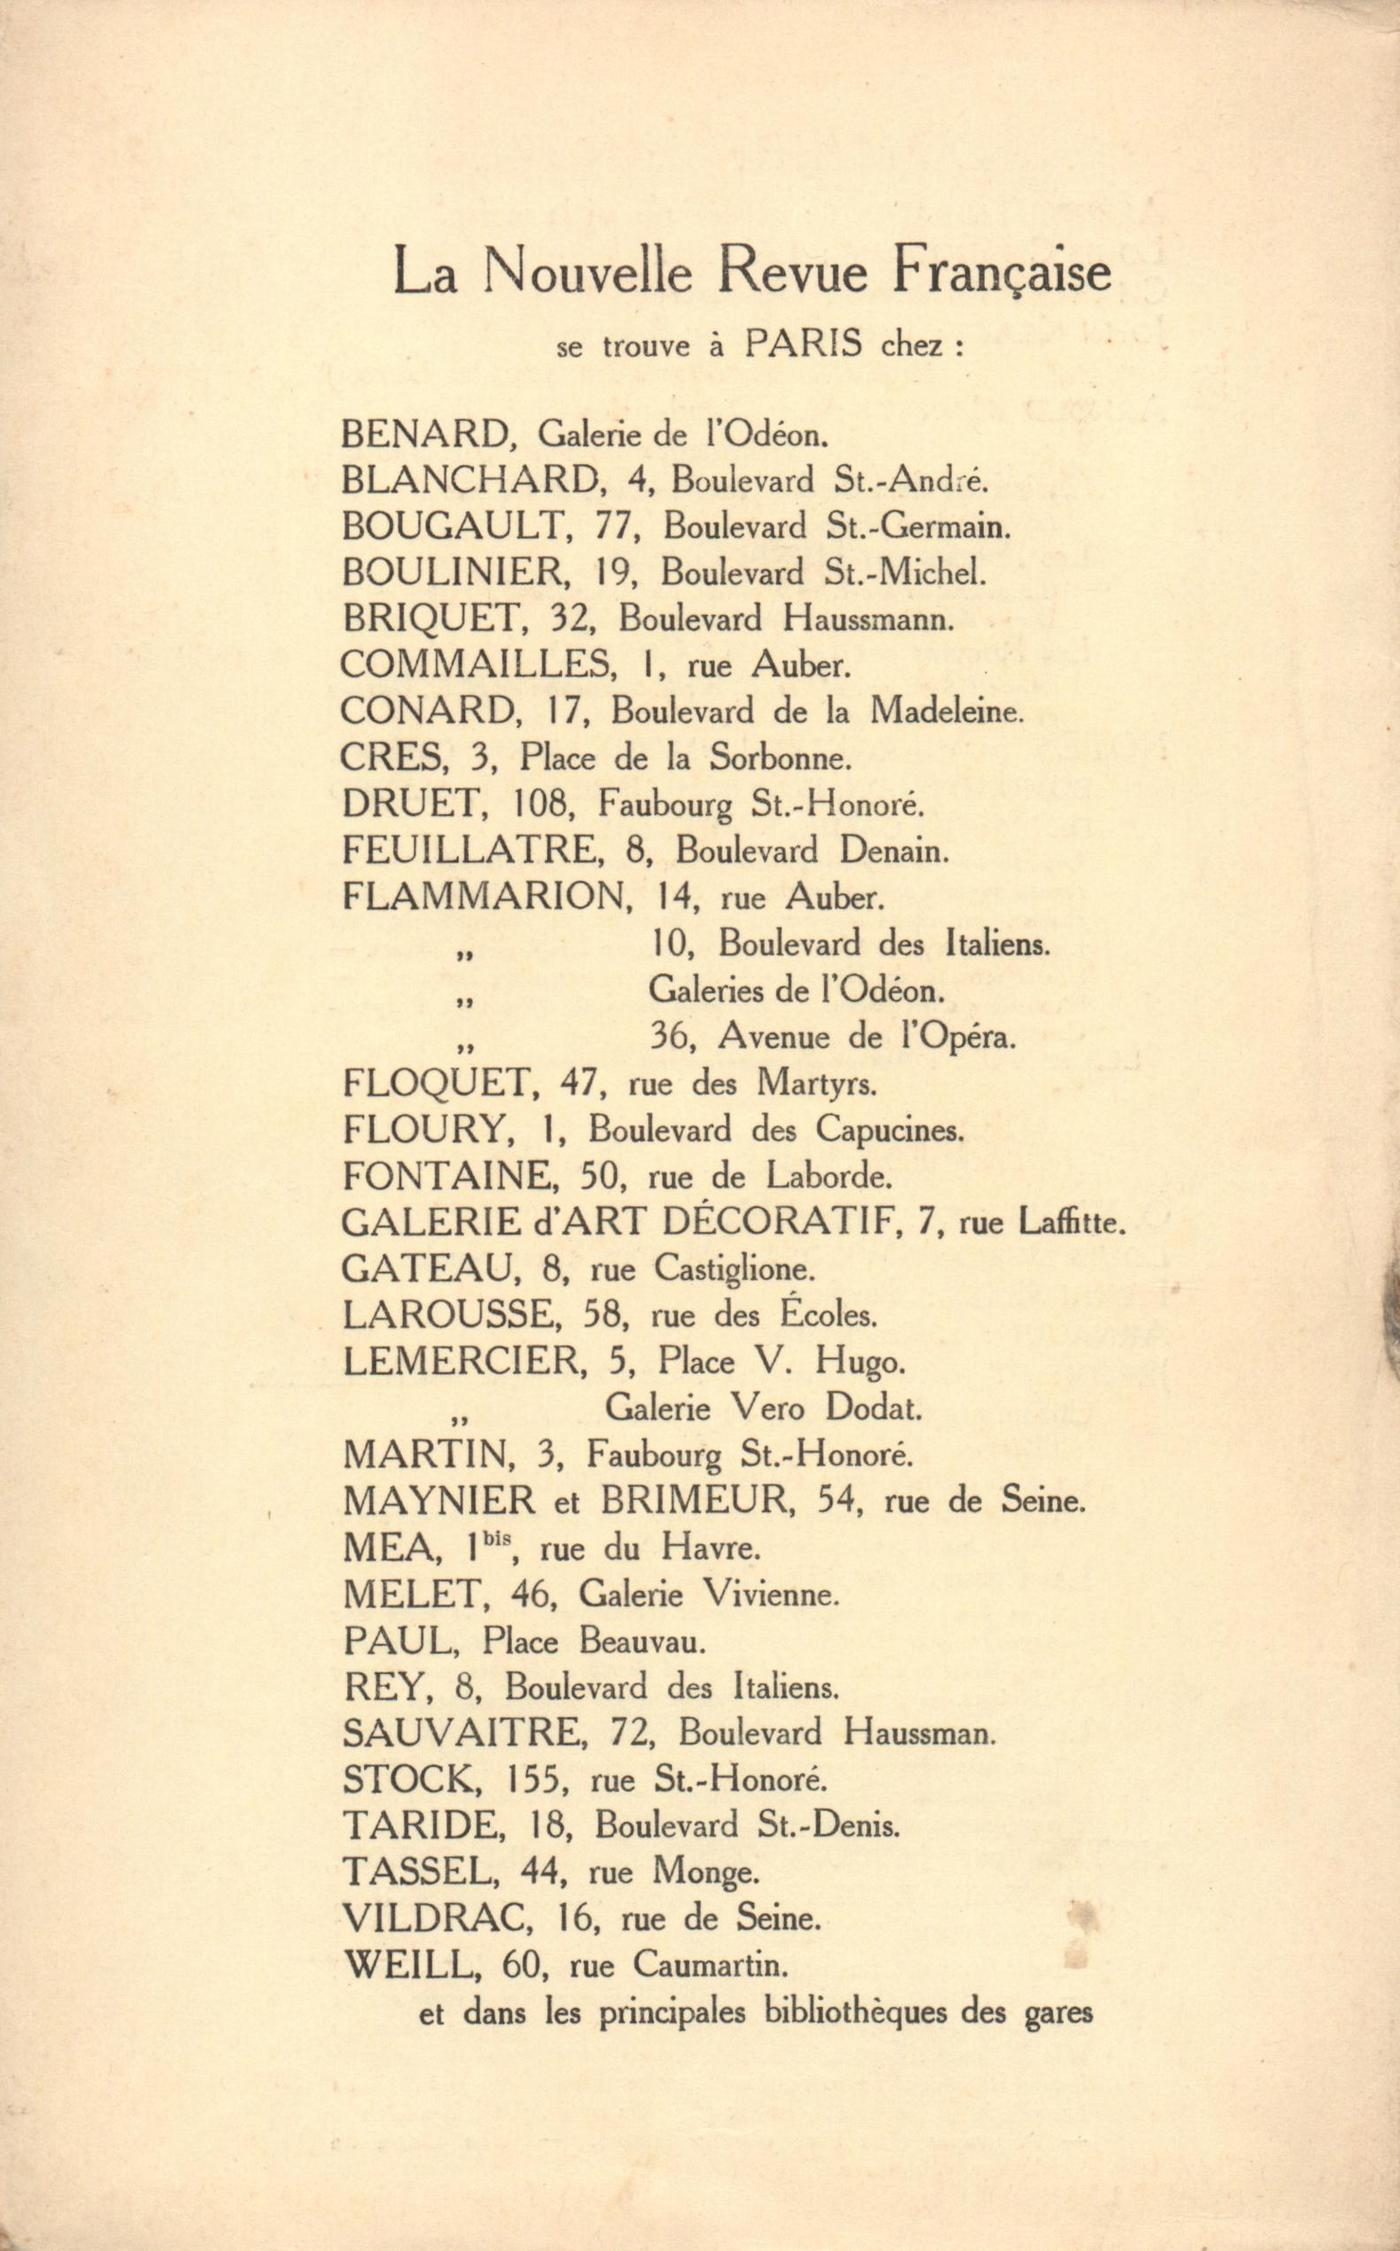 La Nouvelle Revue Française
se trouve à PARIS chez :
BENARD, Galerie de l'Odéon.
BLANCHARD, 4, Boulevard St.-André.
BOUGAULT, 77, Boulevard St.-Germain.
BOULINIER, 19, Boulevard St.-Michel.
BRIQUET, 32, Boulevard Haussmann.
COMMAILLES, 1, rue Auber.
CONARD, 17, Boulevard de la Madeleine.
CRES, 3, Place de la Sorbonne.
DRUET, 108, Faubourg St.-Honoré.
FEUILLATRE, 8, Boulevard Denain.
FLAMMARION, 14, rue Auber.
„ 10, Boulevard des Italiens.
„ Galeries de l'Odéon.
„ 36, Avenue de l'Opéra.
FLOQUET, 47, rue des Martyrs.
FLOURY, 1, Boulevard des Capucines.
FONTAINE, 50, rue de Laborde.
GALERIE d'ART DÉCORATIF, 7, rue Laffitte.
GATEAU, 8, rue Castiglione.
LAROUSSE, 58, rue des Écoles.
LEMERCIER, 5, Place V. Hugo.
„ Galerie Vero Dodat.
MARTIN, 3, Faubourg St.-Honoré.
MAYNIER et BRIMEUR, 54, rue de Seine.
MEA, 1bis, rue du Havre.
MELET, 46, Galerie Vivienne.
PAUL, Place Beauvau.
REY, 8, Boulevard des Italiens.
SAUVAITRE, 72, Boulevard Haussman.
STOCK, 155, rue St.-Honoré.
TARIDE, 18, Boulevard St.-Denis.
TASSEL, 44, rue Monge.
VILDRAC, 16, rue de Seine.
WEILL, 60, rue Caumartin.
et dans les principales bibliothèques des gares